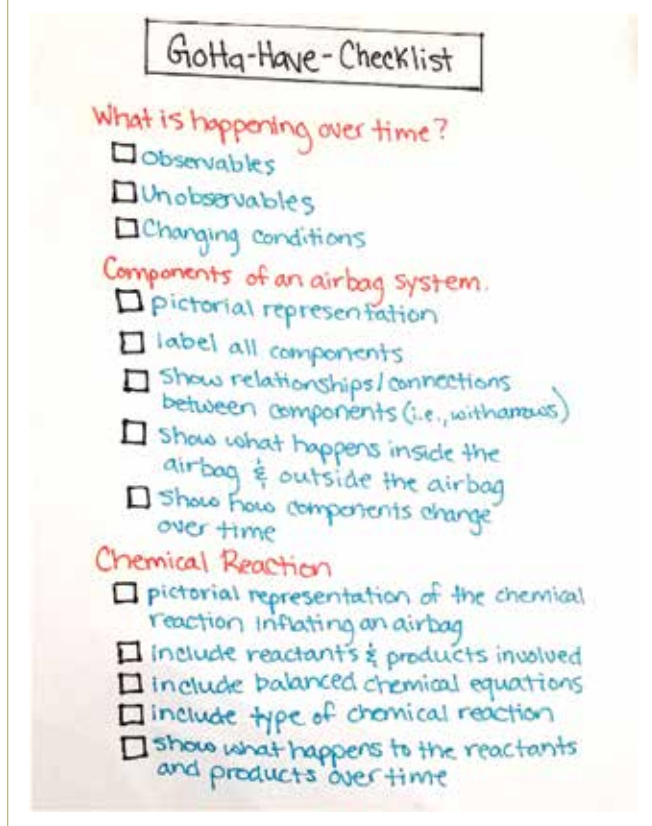 Gotta-Have-Checklist
What is happening over time?
Observables
Unobservables
Changing conditions
Components of an airbag system.
pictorial representation
label all components
Show relationships/connections
between components (i.e., with arrows)
Show what happens inside the
airbag & outside the airbag
Show how components change
over time
Chemical Reaction
pictorial representation of the chemical
reaction inflating an airbag
include reactants & products involved
include balanced chemical equations
include type of chemical reaction
show what happens to the reactants
and products over time